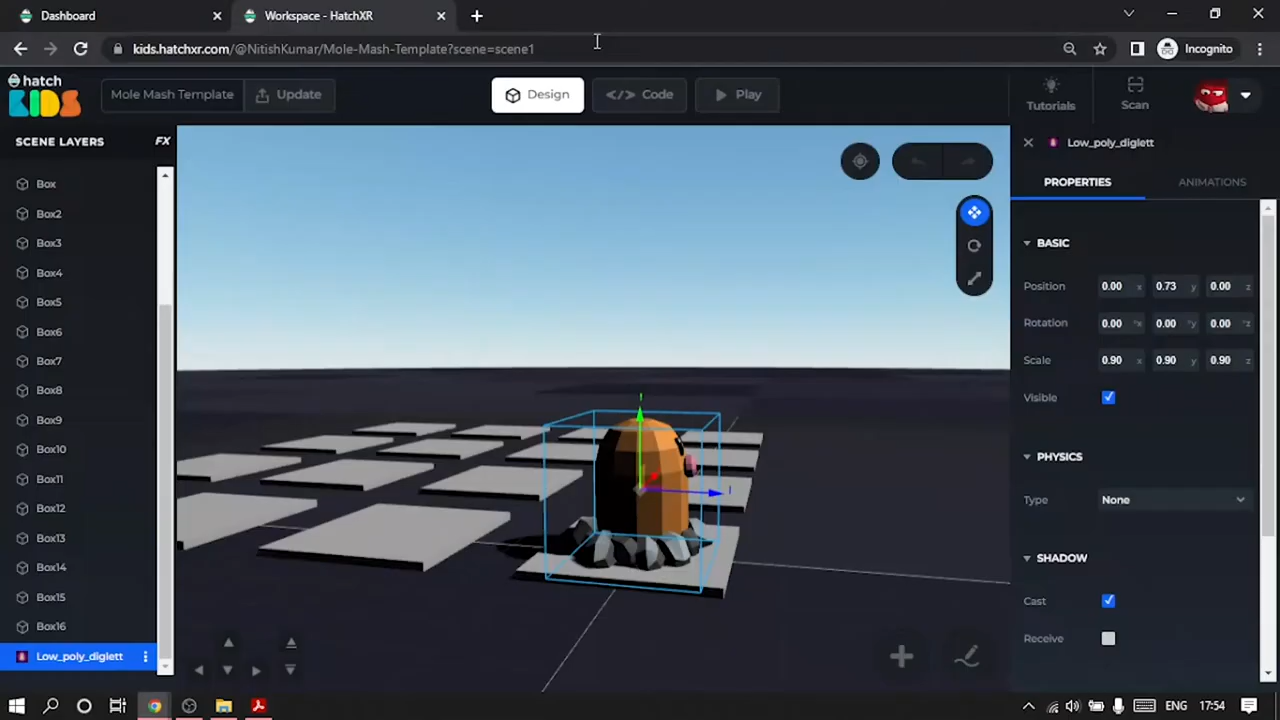 Dashboard
Workspace - HatchXR
kids.hatchxr.com/@NitishKumar/Mole-Mash-Template?scene=scene1
Incognito
hatch
KIDS
Mole Mash Template
Update
Design
</> Code
Play
Tutorials
Scan
SCENE LAYERS
FX
Box
Box2
Box3
Box4
Box5
Box6
Box7
Box8
Box9
Box10
Box11
Box12
Box13
Box14
Box15
Box16
Low_poly_diglett
Low_poly_diglett
PROPERTIES
ANIMATIONS
BASIC
Position
0.00 x
0.73 y
0.00 z
Rotation
0.00 °x
0.00 °y
0.00 °z
Scale
0.90 x
0.90 y
0.90 z
Visible
PHYSICS
Type
None
SHADOW
Cast
Receive
ENG
17:54